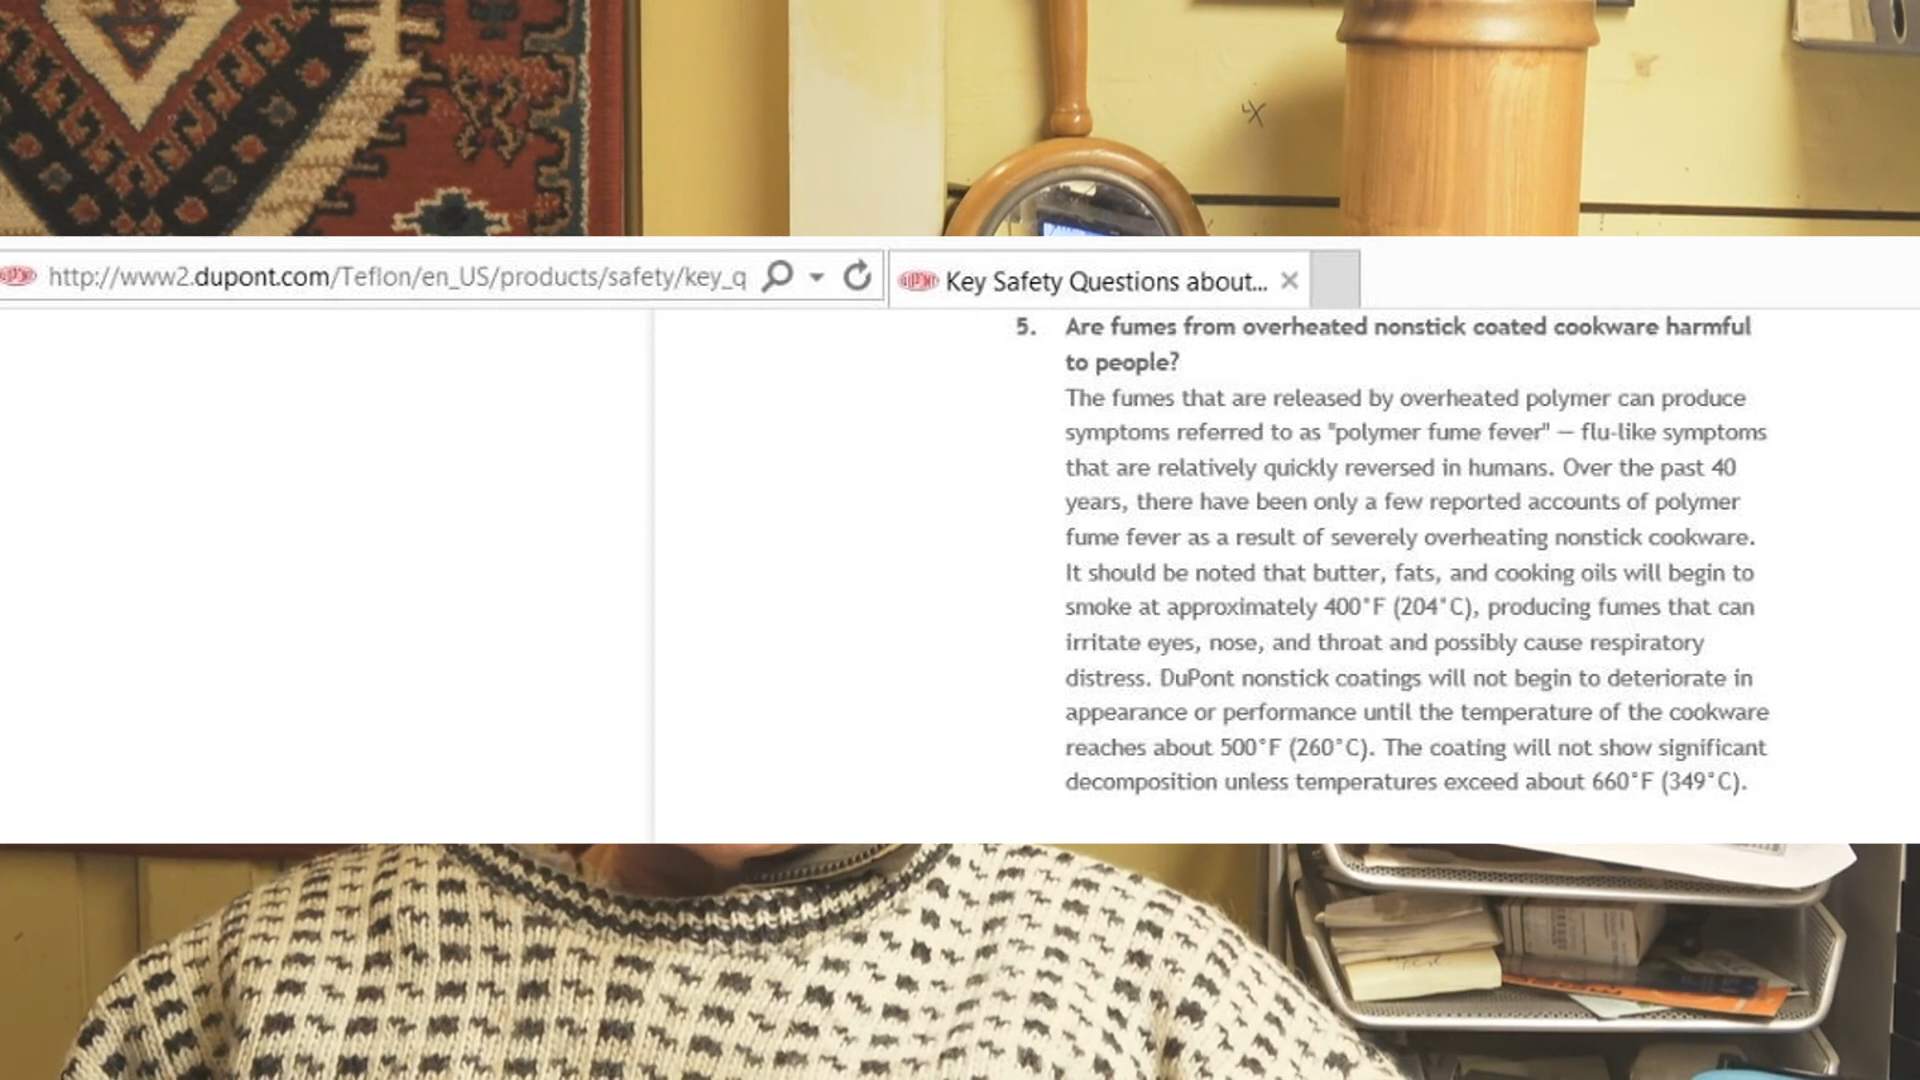 http://www2.dupont.com/Teflon/en_US/products/safety/key_q
Key Safety Questions about...
5. Are fumes from overheated nonstick coated cookware harmful
to people?
The fumes that are released by overheated polymer can produce
symptoms referred to as "polymer fume fever" — flu-like symptoms
that are relatively quickly reversed in humans. Over the past 40
years, there have been only a few reported accounts of polymer
fume fever as a result of severely overheating nonstick cookware.
It should be noted that butter, fats, and cooking oils will begin to
smoke at approximately 400°F (204°C), producing fumes that can
irritate eyes, nose, and throat and possibly cause respiratory
distress. DuPont nonstick coatings will not begin to deteriorate in
appearance or performance until the temperature of the cookware
reaches about 500°F (260°C). The coating will not show significant
decomposition unless temperatures exceed about 660°F (349°C).